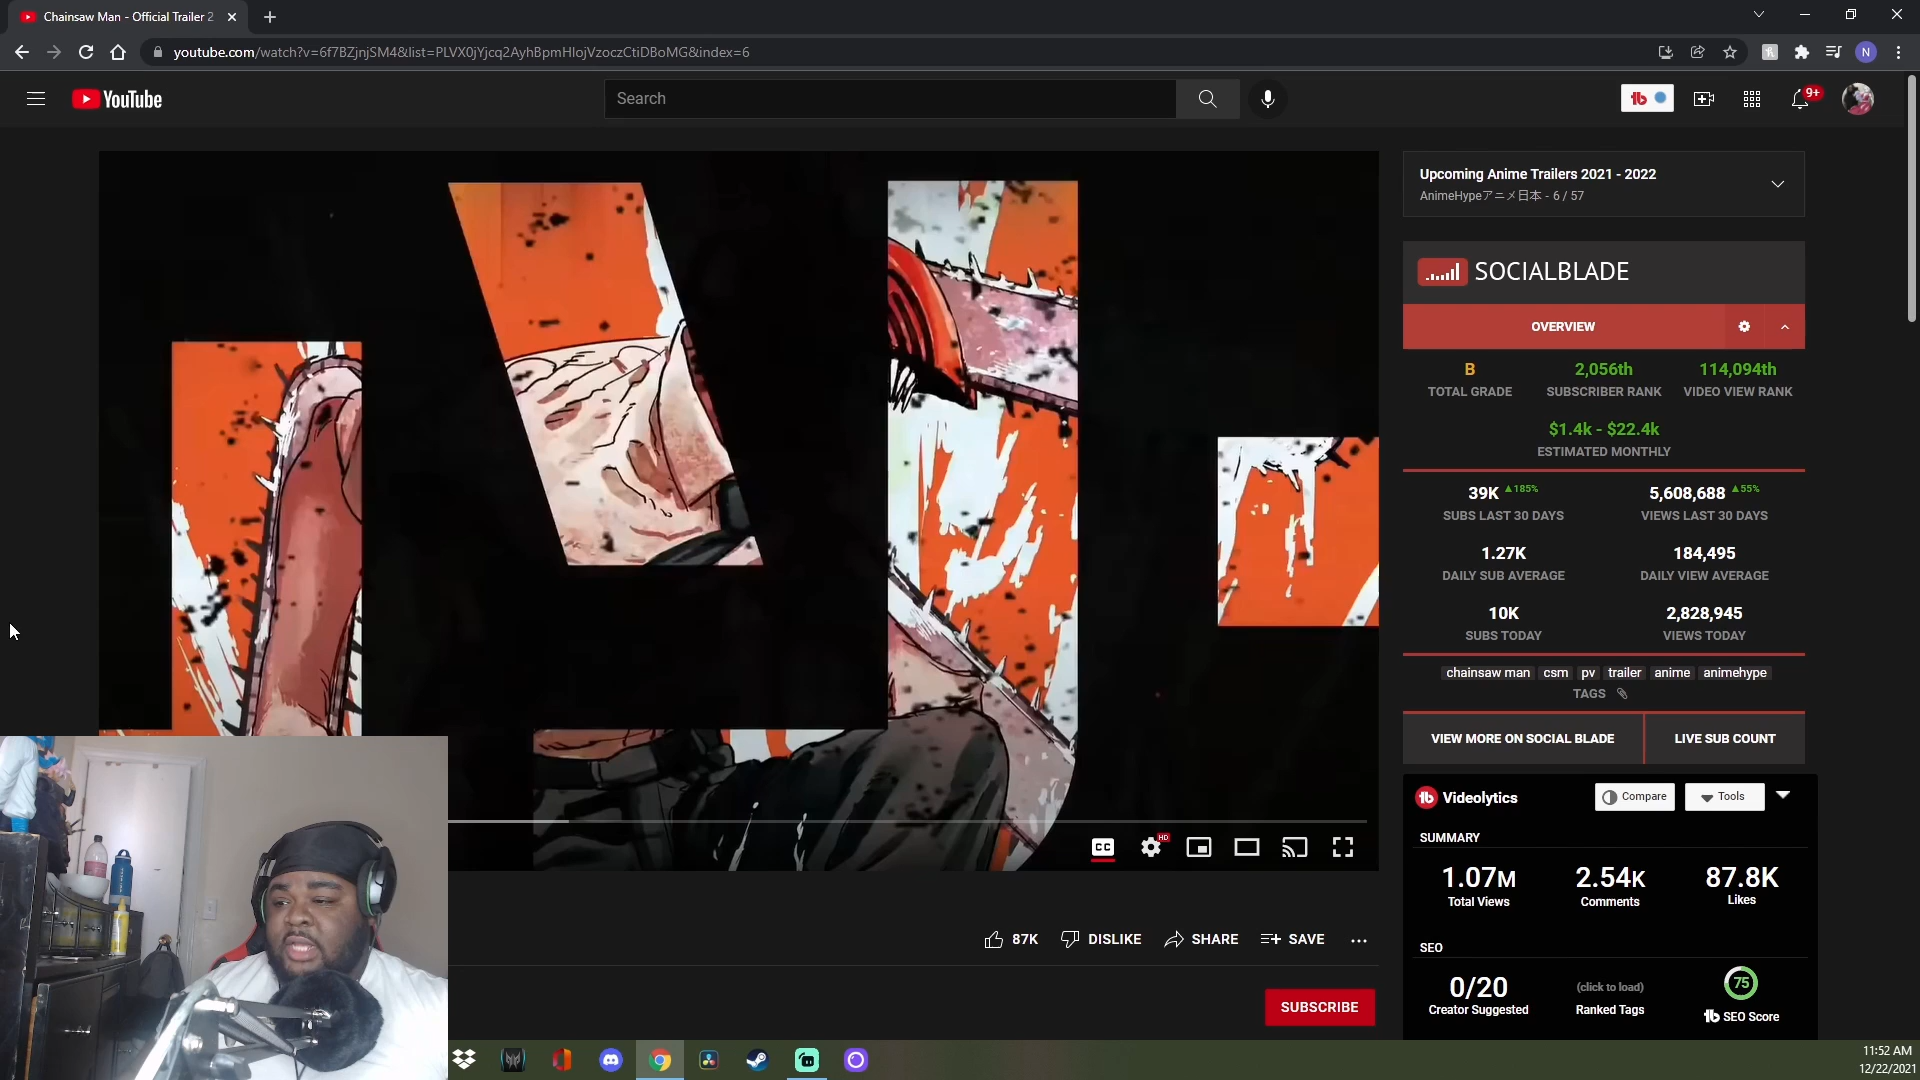 Chainsaw Man - Official Trailer 2
youtube.com/watch?v=6f7BZjnjSM4&list=PLVX0jYjcq2AyhBpmHlojVzoczCtiDBoMG&index=6
N
YouTube
Search
9+
Upcoming Anime Trailers 2021 - 2022
AnimeHypeアニメ日本 - 6 / 57
SOCIALBLADE
OVERVIEW
B 2,056th 114,094th
TOTAL GRADE SUBSCRIBER RANK VIDEO VIEW RANK
$1.4k - $22.4k
ESTIMATED MONTHLY
39K ▲185% 5,608,688 ▲55%
SUBS LAST 30 DAYS VIEWS LAST 30 DAYS
1.27K 184,495
DAILY SUB AVERAGE DAILY VIEW AVERAGE
10K 2,828,945
SUBS TODAY VIEWS TODAY
chainsaw man csm pv trailer anime animehype
TAGS
VIEW MORE ON SOCIAL BLADE LIVE SUB COUNT
Videolytics Compare Tools
SUMMARY
1.07M 2.54K 87.8K
Total Views Comments Likes
CC HD
87K DISLIKE SHARE SAVE
SEO
0/20 (click to load) 75
Creator Suggested Ranked Tags SEO Score
SUBSCRIBE
11:52 AM
12/22/2021